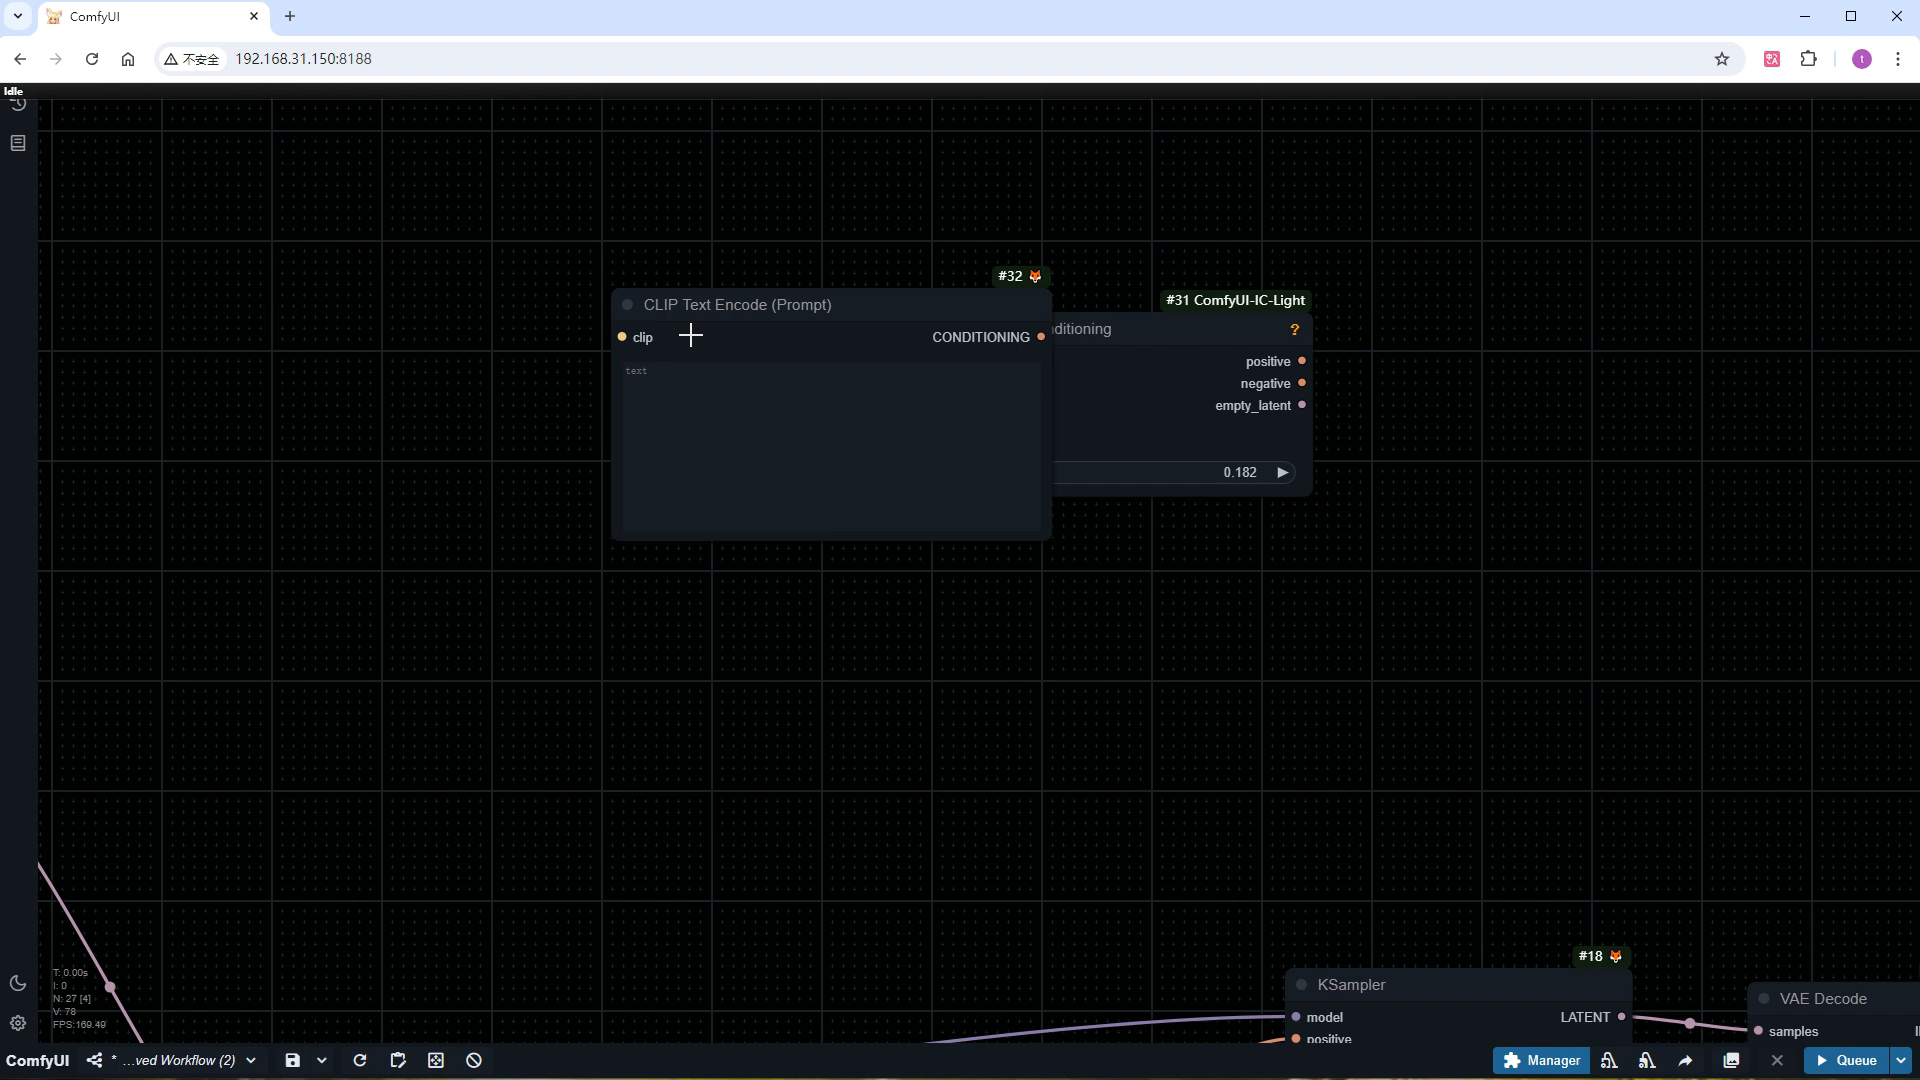 ComfyUI
不安全
192.168.31.150:8188
Idle
#32
CLIP Text Encode (Prompt)
#31 ComfyUI-IC-Light
clip
CONDITIONING
ditioning
?
text
positive
negative
empty_latent
0.182
#18
KSampler
VAE Decode
model
LATENT
samples
positive
T: 0.00s
I: 0
N: 27 [4]
V: 78
FPS:169.49
ComfyUI
* ...ved Workflow (2)
Manager
Queue